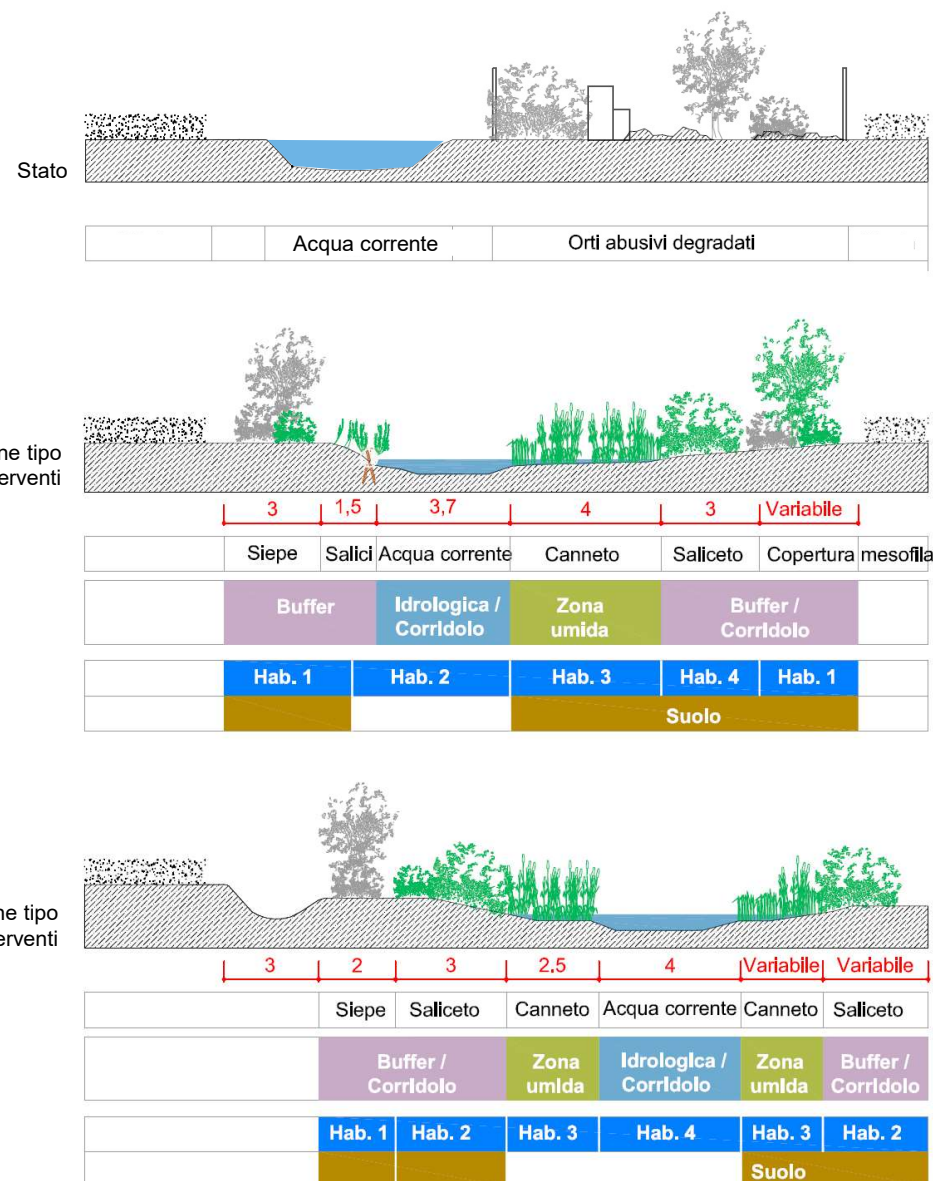 Stato
Acqua corrente Orti abusivi degradati
ne tipo
erventi
3 1,5 3,7 4 3 Variabile
Siepe Salici Acqua corrente Canneto Saliceto Copertura mesofila
Buffer Idrologica / Corridolo Zona umida Buffer / Corridolo
Hab. 1 Hab. 2 Hab. 3 Hab. 4 Hab. 1
Suolo
ne tipo
erventi
3 2 3 2,5 4 Variabile Variabile
Siepe Saliceto Canneto Acqua corrente Canneto Saliceto
Buffer / Corridolo Zona umida Idrologica / Corridolo Zona umida Buffer / Corridolo
Hab. 1 Hab. 2 Hab. 3 Hab. 4 Hab. 3 Hab. 2
Suolo